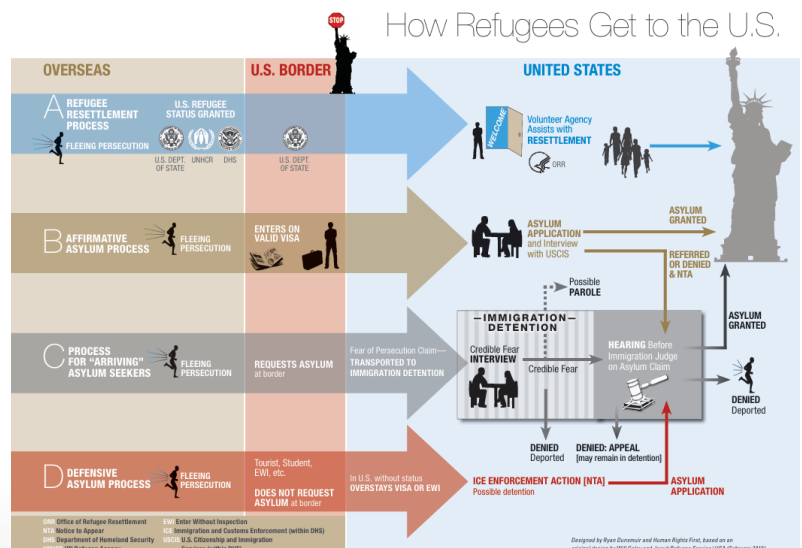 How Refugees Get to the U.S.
STOP
OVERSEAS
U.S. BORDER
UNITED STATES
A REFUGEE
RESETTLEMENT
PROCESS
FLEEING PERSECUTION
U.S. REFUGEE
STATUS GRANTED
U.S. DEPT.
OF STATE
UNHCR
DHS
U.S. DEPT.
OF STATE
WELCOME
Volunteer Agency
Assists with
RESETTLEMENT
ORR
B AFFIRMATIVE
ASYLUM PROCESS
FLEEING
PERSECUTION
ENTERS ON
VALID VISA
ASYLUM
APPLICATION
and Interview
with USCIS
ASYLUM
GRANTED
REFERRED
OR DENIED
& NTA
C PROCESS
FOR “ARRIVING”
ASYLUM SEEKERS
FLEEING
PERSECUTION
REQUESTS ASYLUM
at border
Fear of Persecution Claim—
TRANSPORTED TO
IMMIGRATION DETENTION
Possible
PAROLE
—IMMIGRATION—
DETENTION
Credible Fear
INTERVIEW
Credible Fear
HEARING Before
Immigration Judge
on Asylum Claim
ASYLUM
GRANTED
DENIED
Deported
DENIED
Deported
DENIED: APPEAL
[may remain in detention]
D DEFENSIVE
ASYLUM PROCESS
FLEEING
PERSECUTION
Tourist, Student,
EWI, etc.
DOES NOT REQUEST
ASYLUM at border
In U.S. without status
OVERSTAYS VISA OR EWI
ICE ENFORCEMENT ACTION [NTA]
Possible detention
ASYLUM
APPLICATION
ORR Office of Refugee Resettlement
NTA Notice to Appear
DHS Department of Homeland Security
EWI Enter Without Inspection
ICE Immigration and Customs Enforcement (within DHS)
USCIS U.S. Citizenship and Immigration
Designed by Ryan Dunsmuir and Human Rights First, based on an